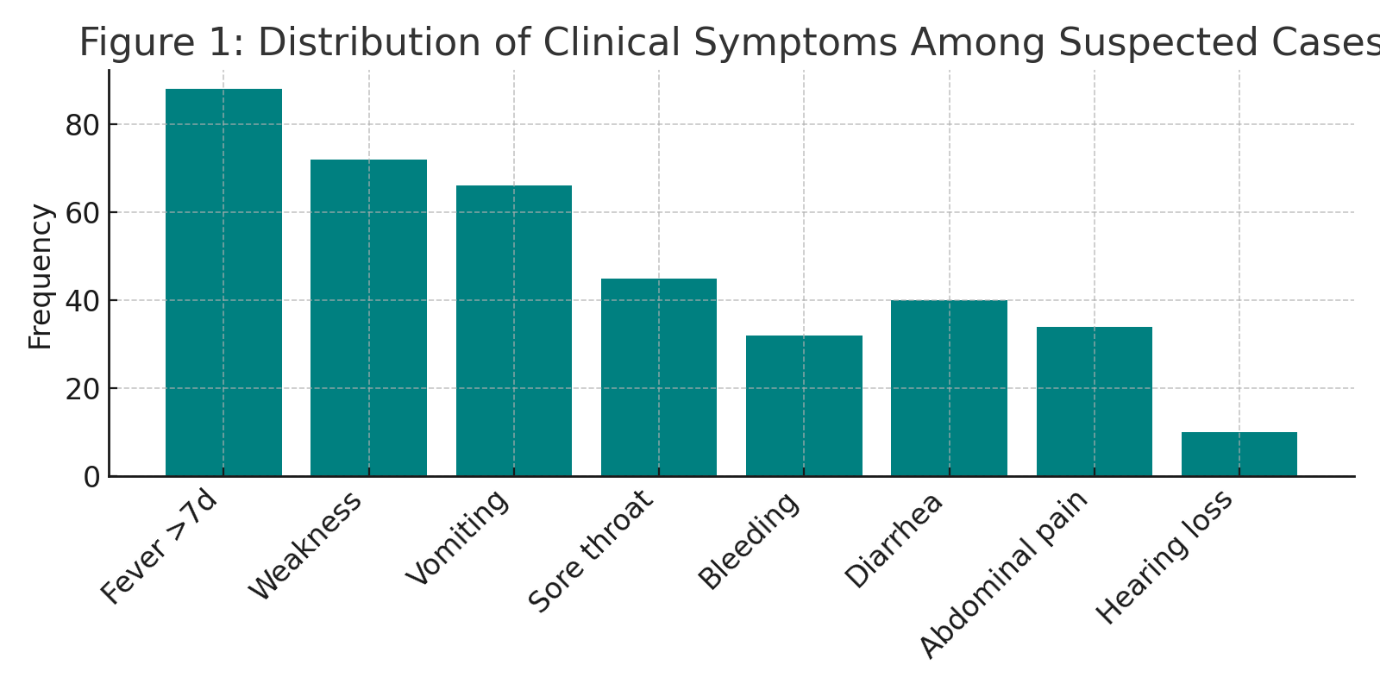 Figure 1: Distribution of Clinical Symptoms Among Suspected Cases
Frequency
80
60
40
20
0
Fever >7d
Weakness
Vomiting
Sore throat
Bleeding
Diarrhea
Abdominal pain
Hearing loss